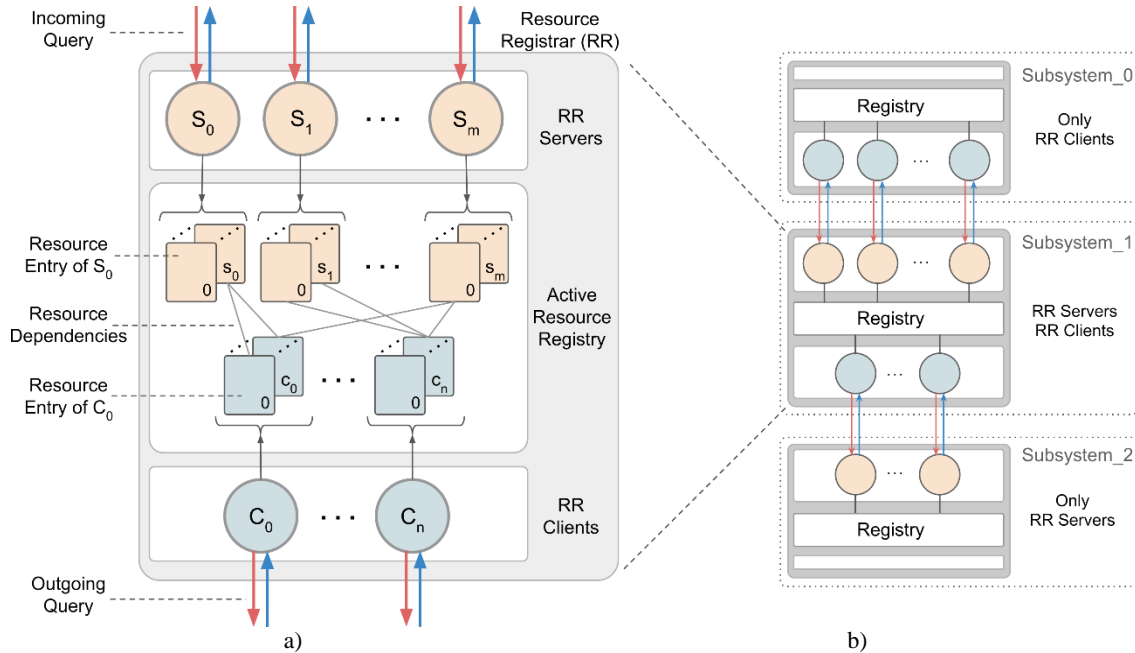 Incoming
Query
Resource
Registrar (RR)
S0
S1
· · ·
Sm
RR
Servers
Resource
Entry of S0
0
s0
0
s1
· · ·
0
sm
Resource
Dependencies
Active
Resource
Registry
Resource
Entry of C0
0
c0
· · ·
0
cn
C0
· · ·
Cn
RR
Clients
Outgoing
Query
a)
Subsystem_0
Registry
Only
RR Clients
...
Subsystem_1
...
Registry
RR Servers
RR Clients
...
Subsystem_2
...
Only
RR Servers
Registry
b)